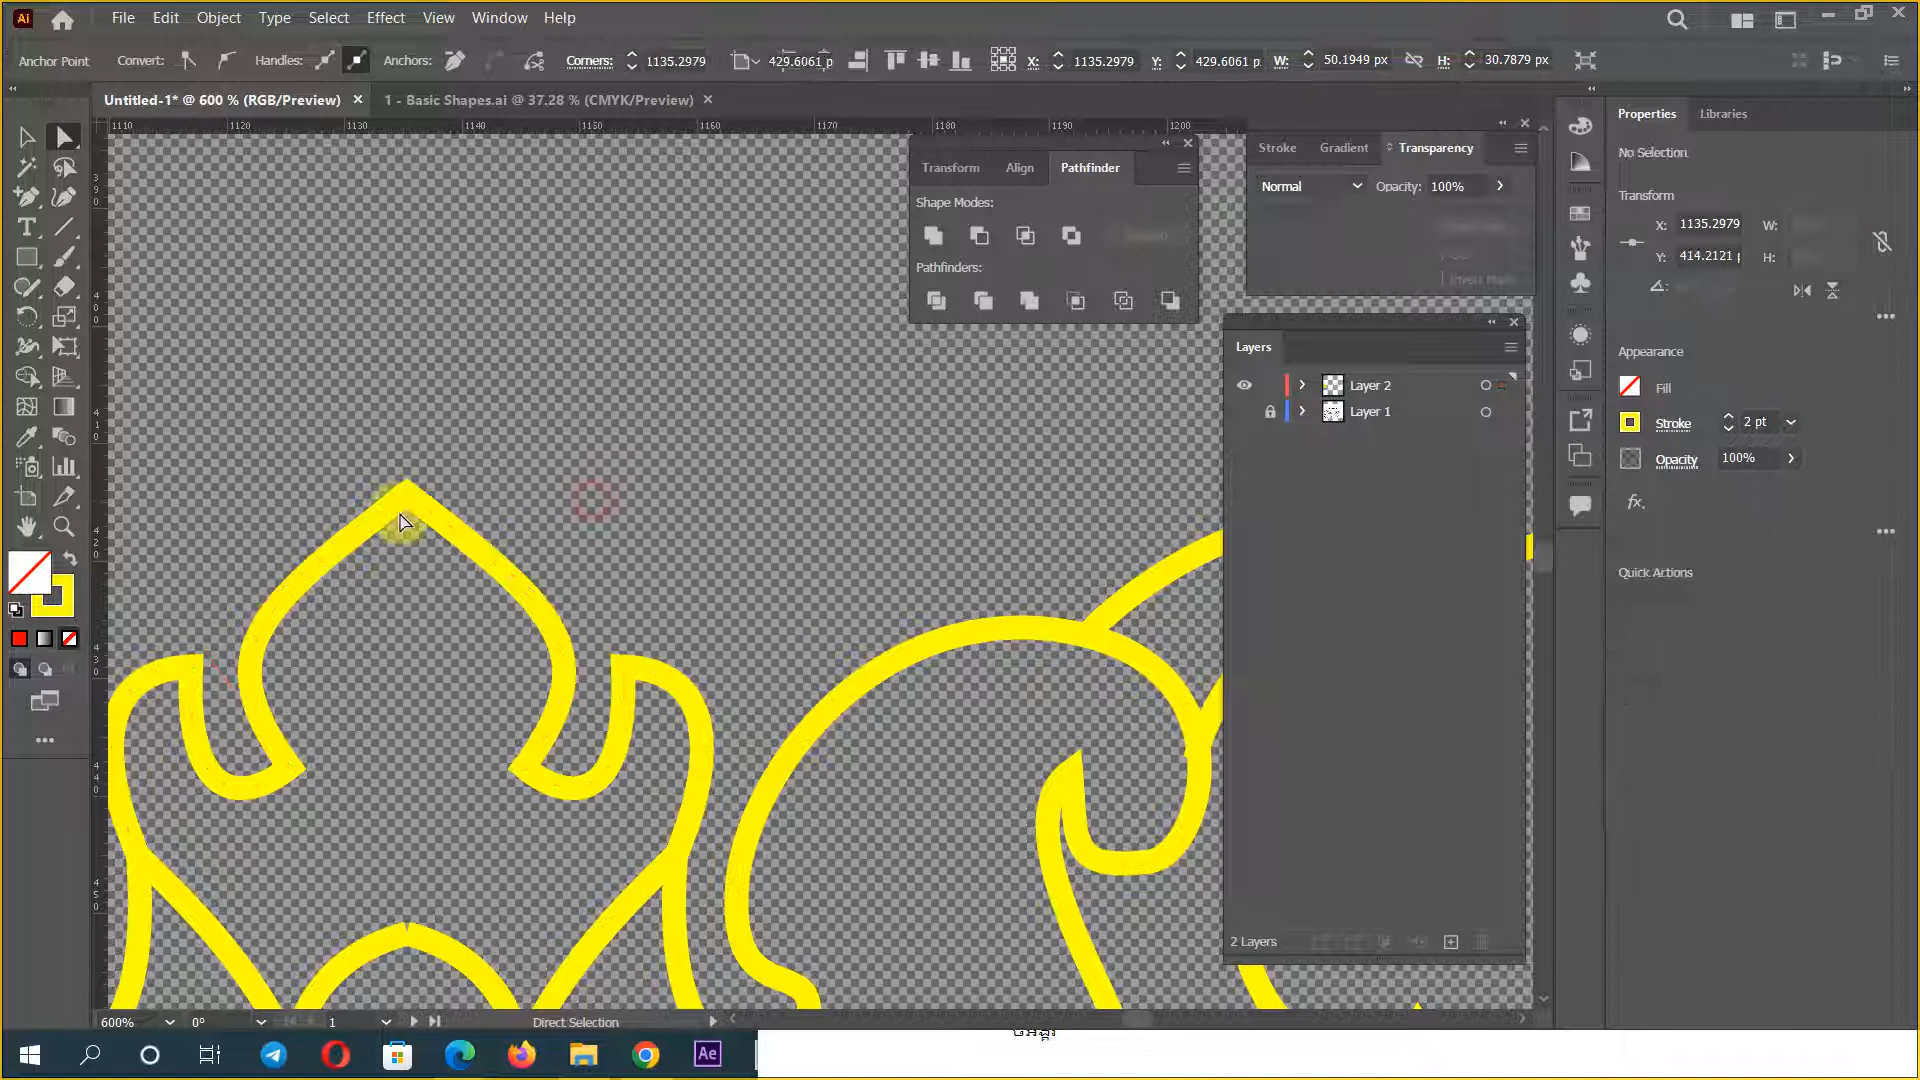 Ai File Edit Object Type Select Effect View Window Help
Anchor Point Convert: Handles: Anchors: Corners: 1135.2979 429.6061 p X: 1135.2979 Y: 429.6061 p W: 50.1949 px H: 30.7879 px
Untitled-1* @ 600 % (RGB/Preview) × 1 - Basic Shapes.ai @ 37.28 % (CMYK/Preview) ×
1110 1120 1130 1140 1150 1160 1170 1180 1190 1200
Transform Align Pathfinder
Shape Modes:
Pathfinders:
Stroke Gradient Transparency
Normal Opacity: 100%
Layers
Layer 2
Layer 1
2 Layers
Properties Libraries
No Selection
Transform
X: 1135.2979 W:
Y: 414.2121 H:
Appearance
Fill
Stroke 2 pt
Opacity 100%
fx.
Quick Actions
600% 0° 1 Direct Selection
Ae